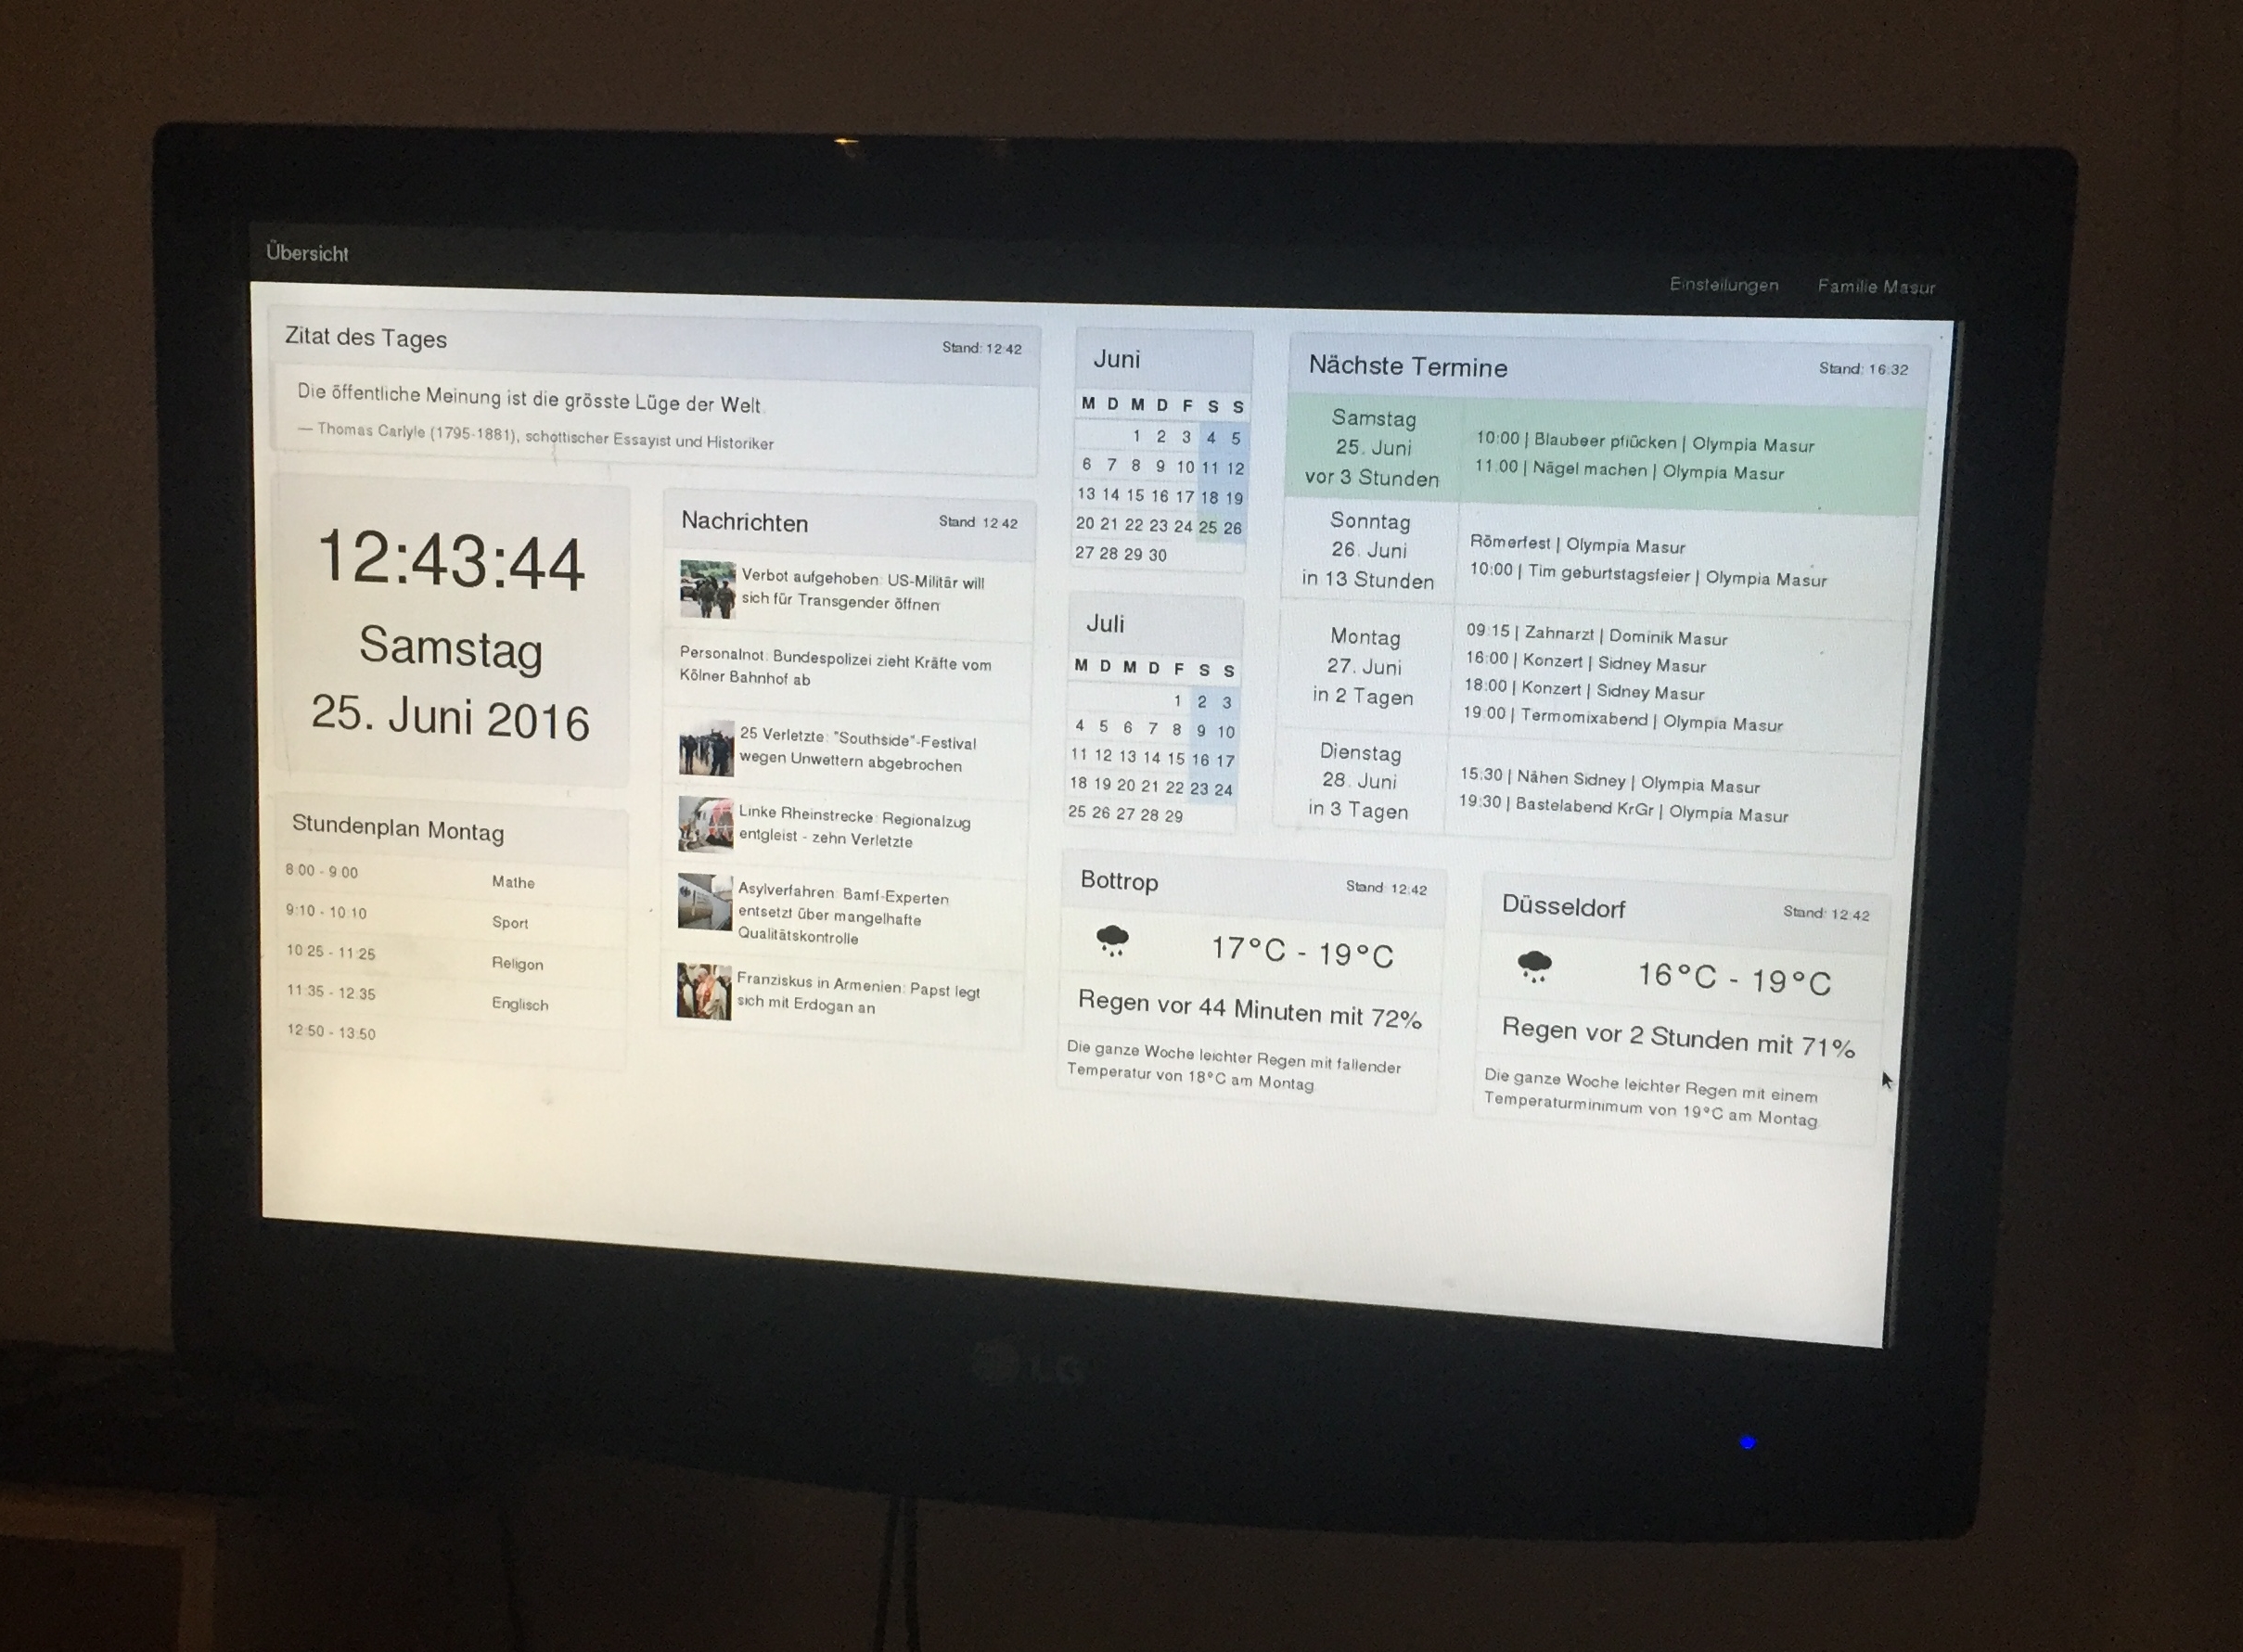 Übersicht
Einstellungen Familie Masur
Zitat des Tages Stand: 12:42
Die öffentliche Meinung ist die grösste Lüge der Welt.
— Thomas Carlyle (1795-1881), schottischer Essayist und Historiker
12:43:44
Samstag
25. Juni 2016
Stundenplan Montag
8:00 - 9:00 Mathe
9:10 - 10:10 Sport
10:25 - 11:25 Religon
11:35 - 12:35 Englisch
12:50 - 13:50
Nachrichten Stand: 12:42
Verbot aufgehoben: US-Militär will
sich für Transgender öffnen
Personalnot: Bundespolizei zieht Kräfte vom
Kölner Bahnhof ab
25 Verletzte: "Southside"-Festival
wegen Unwettern abgebrochen
Linke Rheinstrecke: Regionalzug
entgleist - zehn Verletzte
Asylverfahren: Bamf-Experten
entsetzt über mangelhafte
Qualitätskontrolle
Franziskus in Armenien: Papst legt
sich mit Erdogan an
Juni
M D M D F S S
1 2 3 4 5
6 7 8 9 10 11 12
13 14 15 16 17 18 19
20 21 22 23 24 25 26
27 28 29 30
Juli
M D M D F S S
1 2 3
4 5 6 7 8 9 10
11 12 13 14 15 16 17
18 19 20 21 22 23 24
25 26 27 28 29
Nächste Termine Stand: 16:32
Samstag
25. Juni
vor 3 Stunden
10:00 | Blaubeer pflücken | Olympia Masur
11:00 | Nägel machen | Olympia Masur
Sonntag
26. Juni
in 13 Stunden
Römerfest | Olympia Masur
10:00 | Tim geburtstagsfeier | Olympia Masur
Montag
27. Juni
in 2 Tagen
09:15 | Zahnarzt | Dominik Masur
16:00 | Konzert | Sidney Masur
18:00 | Konzert | Sidney Masur
19:00 | Termomixabend | Olympia Masur
Dienstag
28. Juni
in 3 Tagen
15:30 | Nähen Sidney | Olympia Masur
19:30 | Bastelabend KrGr | Olympia Masur
Bottrop Stand: 12:42
17°C - 19°C
Regen vor 44 Minuten mit 72%
Die ganze Woche leichter Regen mit fallender
Temperatur von 18°C am Montag
Düsseldorf Stand: 12:42
16°C - 19°C
Regen vor 2 Stunden mit 71%
Die ganze Woche leichter Regen mit einem
Temperaturminimum von 19°C am Montag.
LG